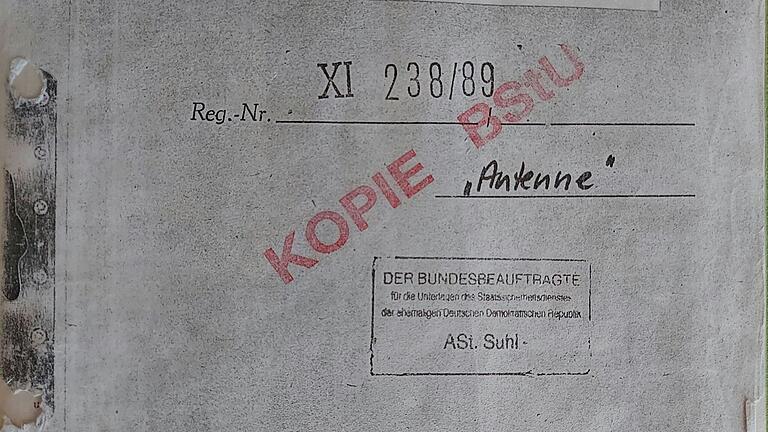 XI 238/89
Reg.-Nr.
KOPIE BStU
„Antenne“
DER BUNDESBEAUFTRAGTE
für die Unterlagen des Staatssicherheitsdienstes
der ehemaligen Deutschen Demokratischen Republik
ASt. Suhl -